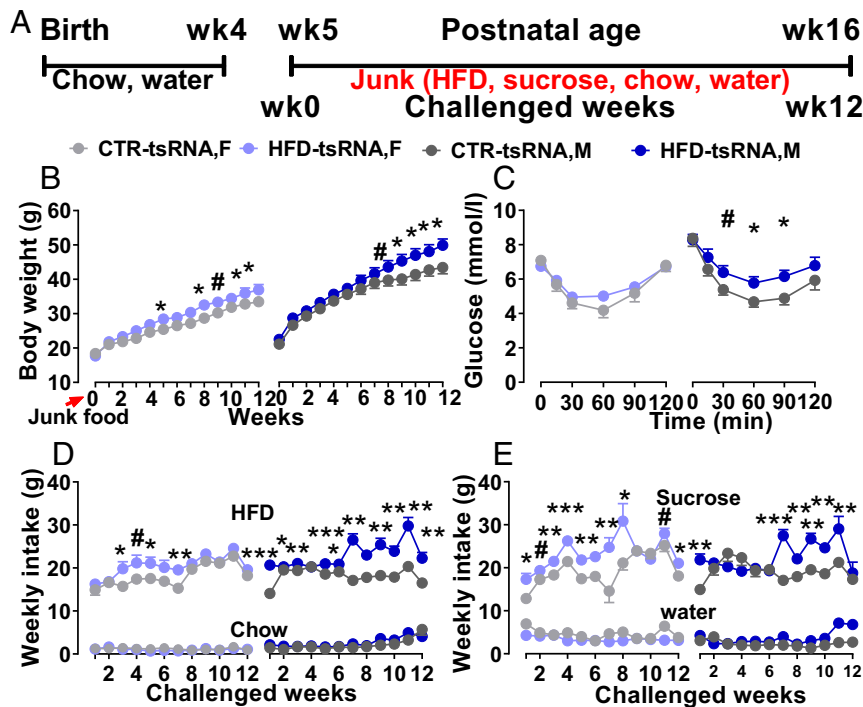 A
Birth wk4 wk5 Postnatal age wk16
Chow, water Junk (HFD, sucrose, chow, water)
wk0 Challenged weeks wk12
CTR-tsRNA,F HFD-tsRNA,F CTR-tsRNA,M HFD-tsRNA,M
B
Body weight (g)
60
50
40
30
20
10
* * # * * # * * * *
0 2 4 6 8 10 12 0 2 4 6 8 10 12
Junk food Weeks
C
Glucose (mmol/l)
10
8
6
4
2
0
# * *
0 30 60 90 120 0 30 60 90 120
Time (min)
D
Weekly intake (g)
40
30
20
10
0
HFD
* # * ** *** * ** *** * ** ** ** ** **
Chow
2 4 6 8 10 12 2 4 6 8 10 12
Challenged weeks
E
Weekly intake (g)
40
30
20
10
0
Sucrose
* # ** *** ** ** * # * ** *** ** ** ** **
water
2 4 6 8 10 12 2 4 6 8 10 12
Challenged weeks